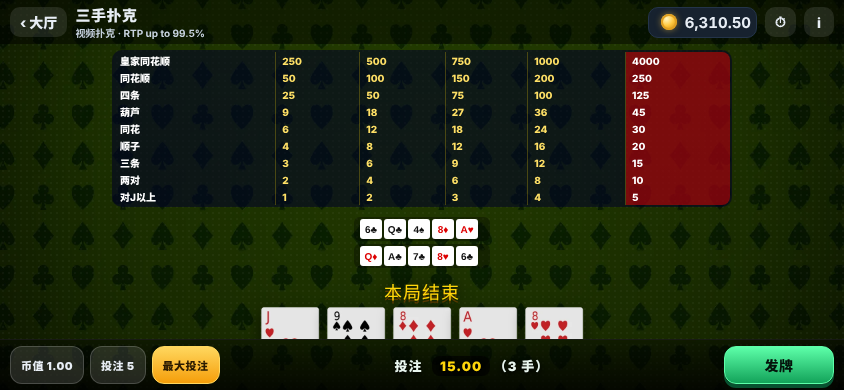 ‹ 大厅
三手扑克
视频扑克 · RTP up to 99.5%
6,310.50
i
皇家同花顺 250 500 750 1000 4000
同花顺 50 100 150 200 250
四条 25 50 75 100 125
葫芦 9 18 27 36 45
同花 6 12 18 24 30
顺子 4 8 12 16 20
三条 3 6 9 12 15
两对 2 4 6 8 10
对J以上 1 2 3 4 5
6♣ Q♣ 4♠ 8♦ A♥
Q♦ A♣ 7♣ 8♥ 6♣
本局结束
J 9 8 A 8
币值 1.00 投注 5 最大投注 投注 15.00 （3 手） 发牌